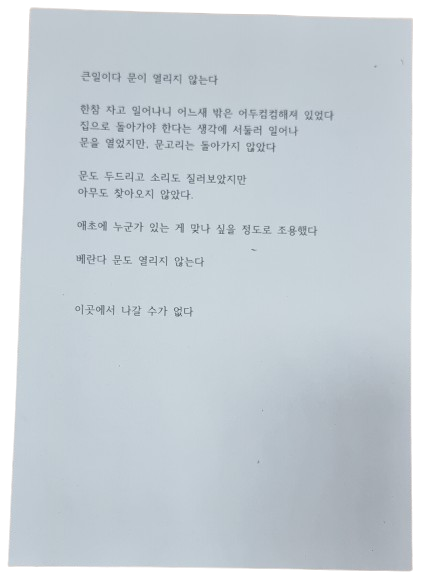 큰일이다 문이 열리지 않는다
한참 자고 일어나니 어느새 밖은 어두컴컴해져 있었다
집으로 돌아가야 한다는 생각에 서둘러 일어나
문을 열었지만, 문고리는 돌아가지 않았다
문도 두드리고 소리도 질러보았지만
아무도 찾아오지 않았다.
애초에 누군가 있는 게 맞나 싶을 정도로 조용했다
베란다 문도 열리지 않는다
이곳에서 나갈 수가 없다